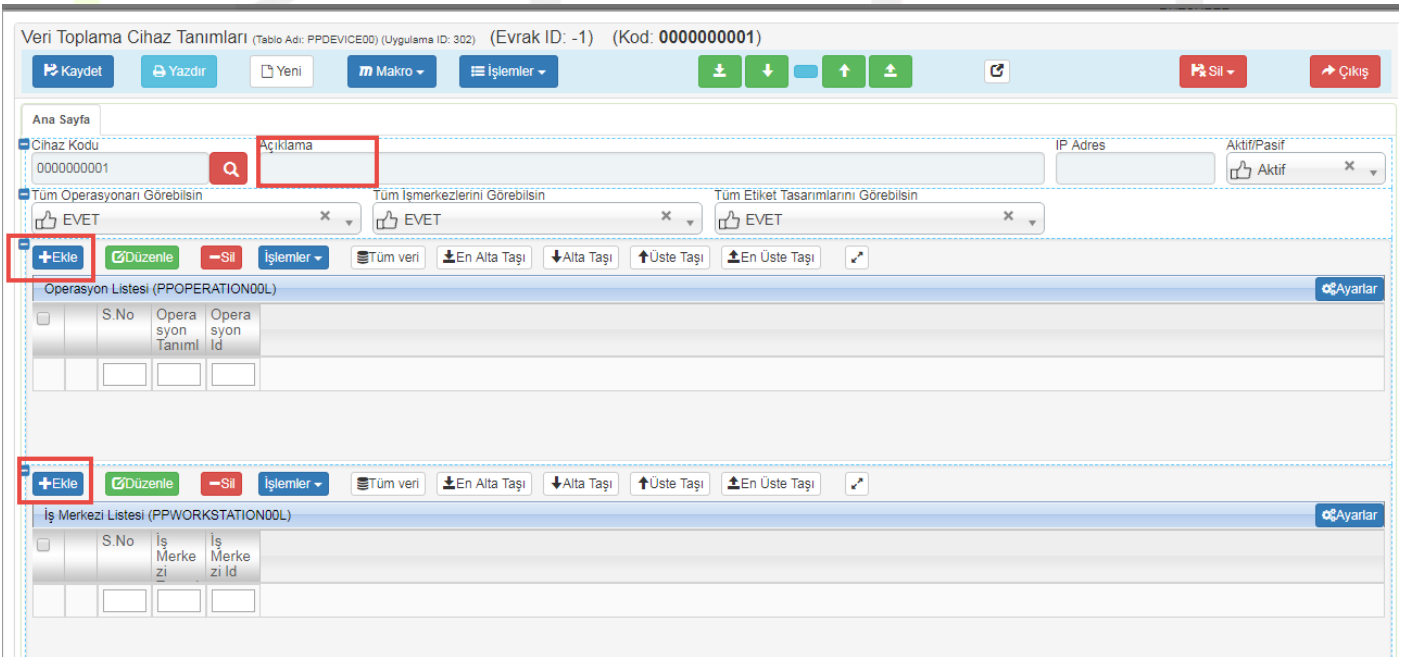 Veri Toplama Cihaz Tanımları (Tablo Adı: PPDEVICE00) (Uygulama ID: 302) (Evrak ID: -1) (Kod: 0000000001)
Kaydet Yazdır Yeni m Makro İşlemler Sil Çıkış
Ana Sayfa
Cihaz Kodu Açıklama IP Adres Aktif/Pasif
0000000001 Aktif
Tüm Operasyonarı Görebilsin Tüm İşmerkezlerini Görebilsin Tüm Etiket Tasarımlarını Görebilsin
EVET EVET EVET
Ekle Düzenle Sil İşlemler Tüm veri En Alta Taşı Alta Taşı Üste Taşı En Üste Taşı
Operasyon Listesi (PPOPERATION00L) Ayarlar
S.No Opera Opera
syon syon
Tanıml Id
Ekle Düzenle Sil İşlemler Tüm veri En Alta Taşı Alta Taşı Üste Taşı En Üste Taşı
İş Merkezi Listesi (PPWORKSTATION00L) Ayarlar
S.No İş İş
Merke Merke
zi zi Id